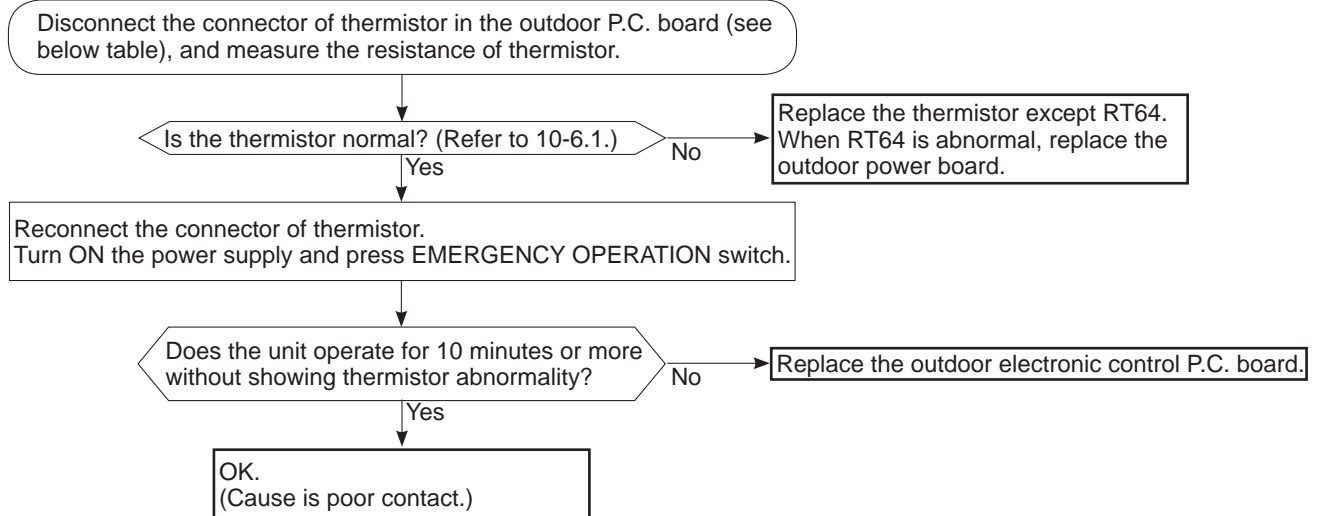 Disconnect the connector of thermistor in the outdoor P.C. board (see
below table), and measure the resistance of thermistor.
Is the thermistor normal? (Refer to 10-6.1.)
No
Replace the thermistor except RT64.
When RT64 is abnormal, replace the
outdoor power board.
Yes
Reconnect the connector of thermistor.
Turn ON the power supply and press EMERGENCY OPERATION switch.
Does the unit operate for 10 minutes or more
without showing thermistor abnormality?
No
Replace the outdoor electronic control P.C. board.
Yes
OK.
(Cause is poor contact.)